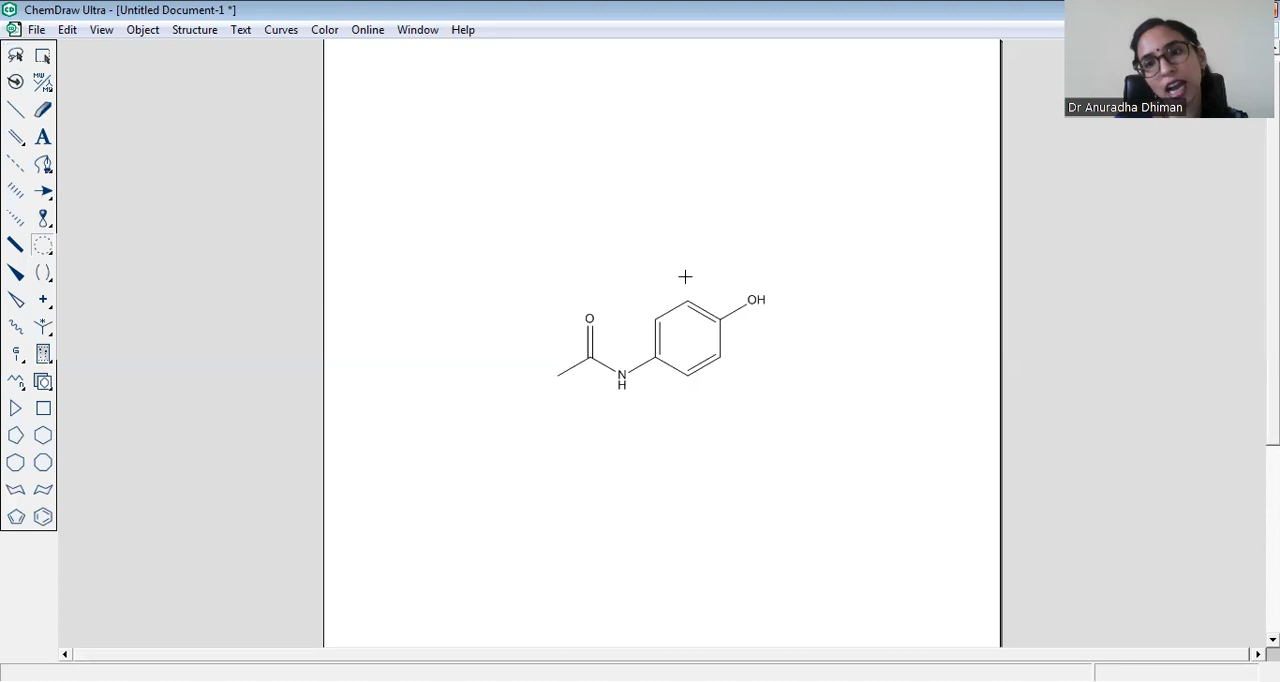 ChemDraw Ultra - [Untitled Document-1 *]
File Edit View Object Structure Text Curves Color Online Window Help
Dr Anuradha Dhiman
A
OH
O
N
H